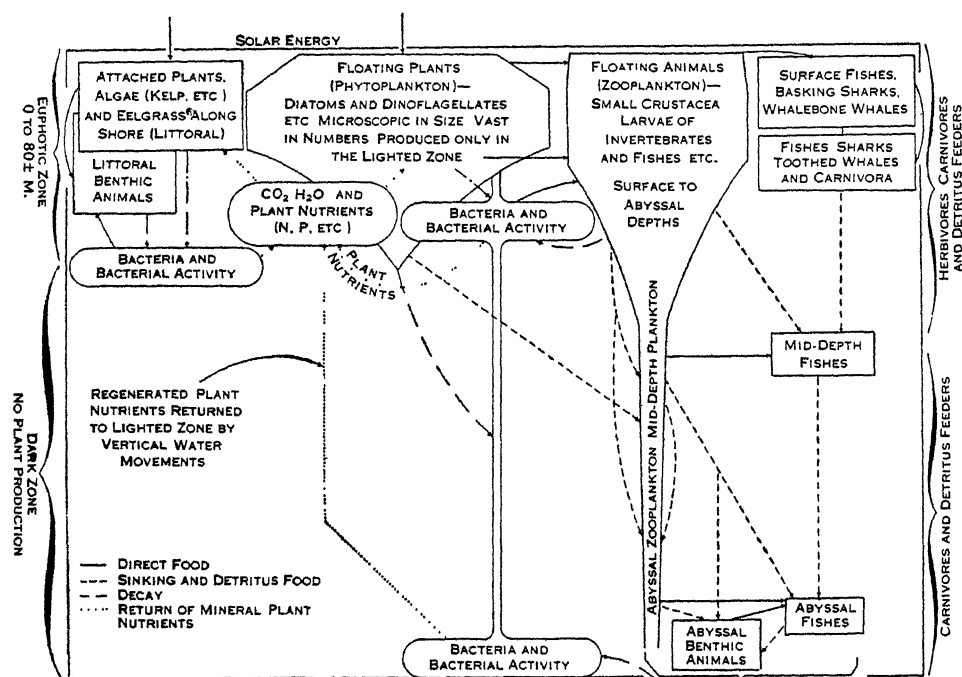 SOLAR ENERGY
ATTACHED PLANTS,
ALGAE (KELP, ETC)
AND EELGRASS ALONG
SHORE (LITTORAL)
FLOATING PLANTS
(PHYTOPLANKTON)—
DIATOMS AND DINOFLAGELLATES
ETC MICROSCOPIC IN SIZE VAST
IN NUMBERS PRODUCED ONLY IN
THE LIGHTED ZONE
FLOATING ANIMALS
(ZOOPLANKTON)—
SMALL CRUSTACEA
LARVAE OF
INVERTEBRATES
AND FISHES ETC.
SURFACE TO
ABYSSAL
DEPTHS
SURFACE FISHES,
BASKING SHARKS,
WHALEBONE WHALES
FISHES SHARKS
TOOTHED WHALES
AND CARNIVORA
EUPHOTIC ZONE
0 TO 80± M.
LITTORAL
BENTHIC
ANIMALS
CO2 H2O AND
PLANT NUTRIENTS
(N, P, ETC)
BACTERIA AND
BACTERIAL ACTIVITY
BACTERIA AND
BACTERIAL ACTIVITY
PLANT
NUTRIENTS
HERBIVORES CARNIVORES
AND DETRITUS FEEDERS
MID-DEPTH
FISHES
ABYSSAL ZOOPLANKTON MID-DEPTH PLANKTON
REGENERATED PLANT
NUTRIENTS RETURNED
TO LIGHTED ZONE BY
VERTICAL WATER
MOVEMENTS
DARK ZONE
NO PLANT PRODUCTION
CARNIVORES AND DETRITUS FEEDERS
DIRECT FOOD
SINKING AND DETRITUS FOOD
DECAY
RETURN OF MINERAL PLANT
NUTRIENTS
BACTERIA AND
BACTERIAL ACTIVITY
ABYSSAL
BENTHIC
ANIMALS
ABYSSAL
FISHES